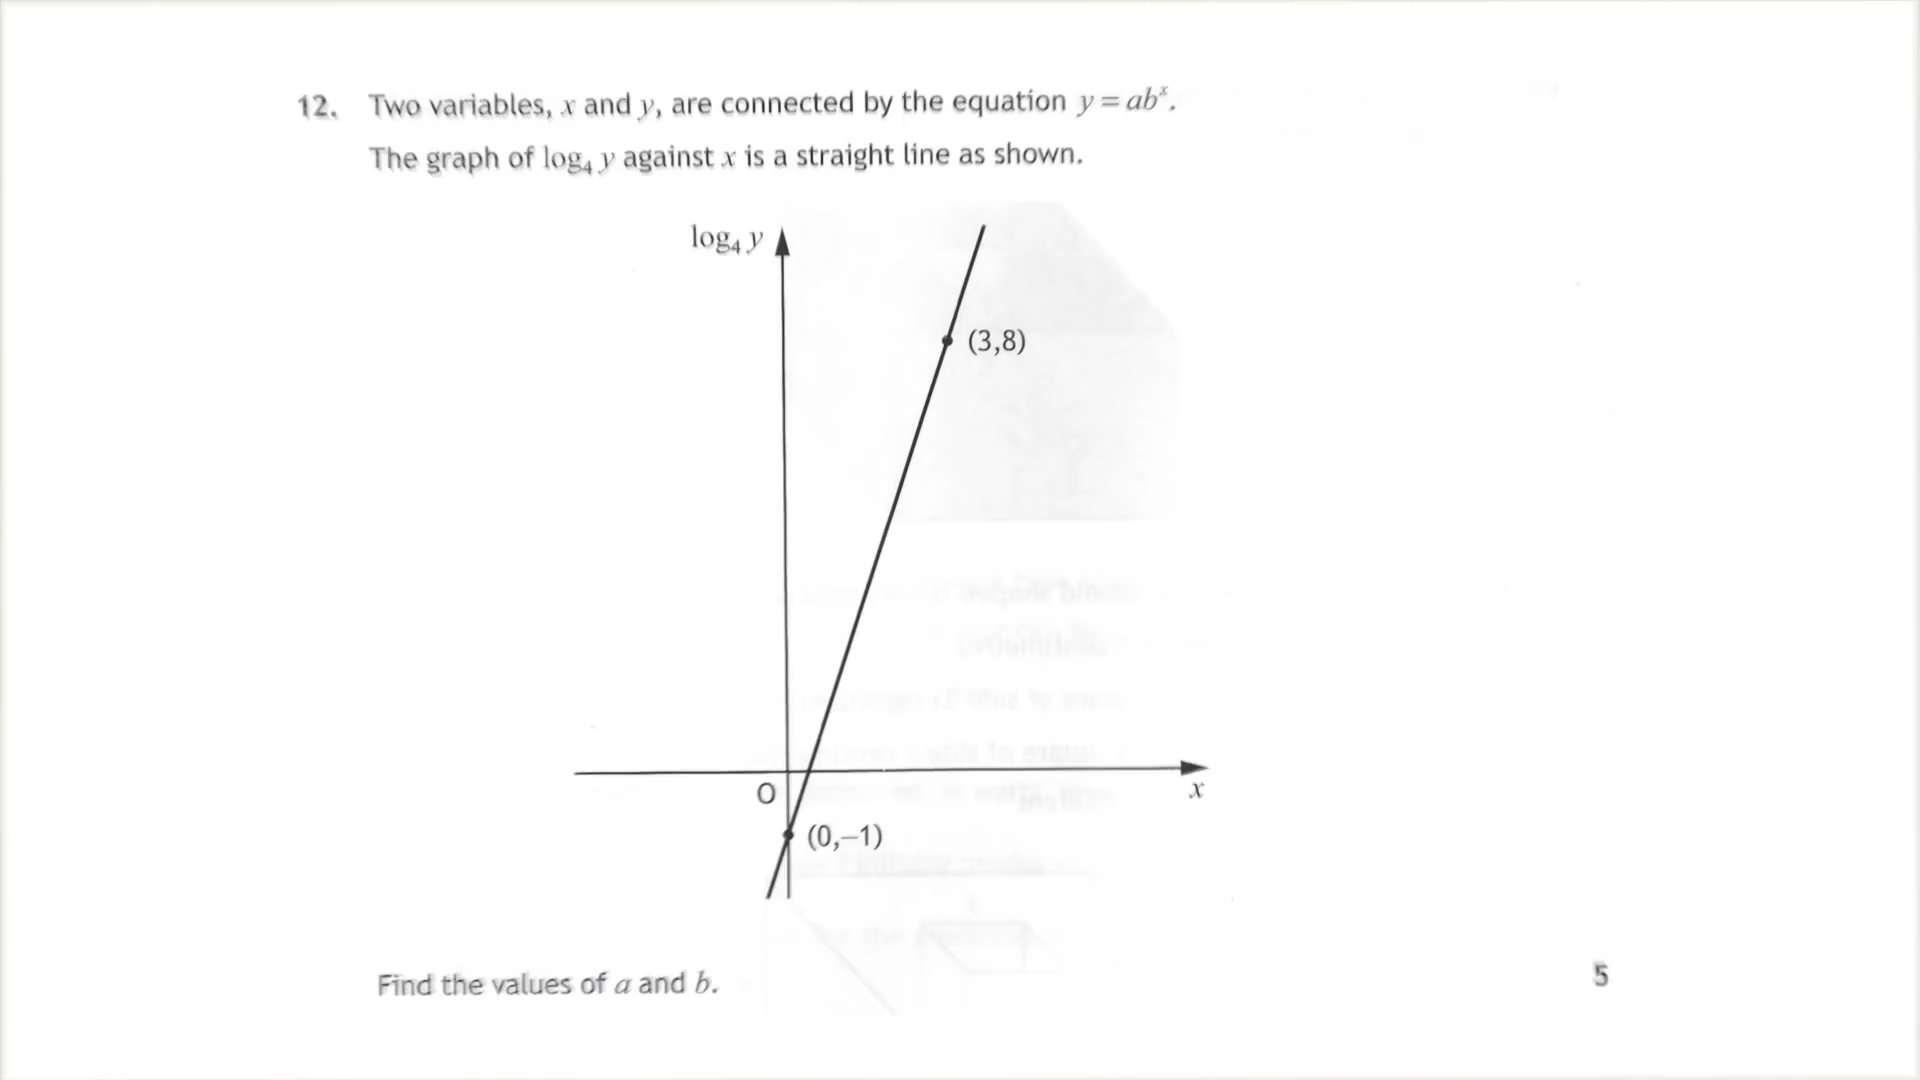 12. Two variables, x and y, are connected by the equation y = abˣ.
The graph of log₄ y against x is a straight line as shown.
log₄ y
(3,8)
O
x
(0,–1)
Find the values of a and b.
5